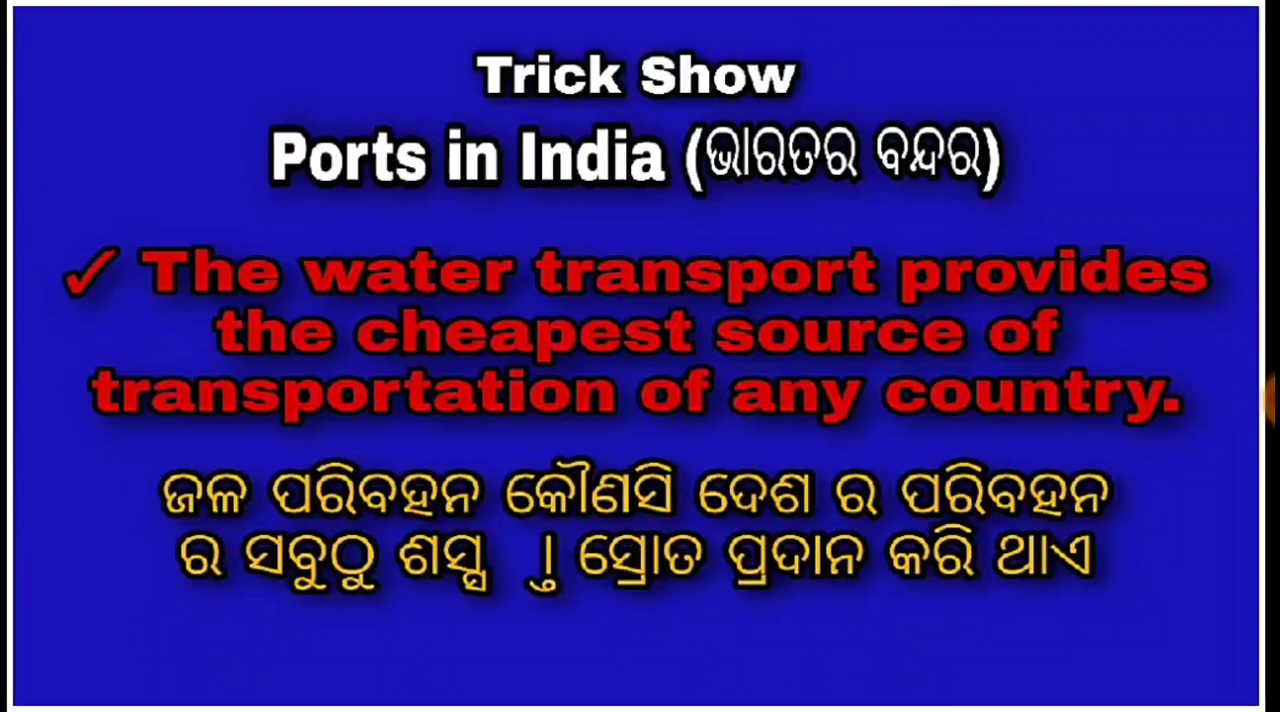 Trick Show
Ports in India (ଭାରତର ବନ୍ଦର)
✓ The water transport provides
the cheapest source of
transportation of any country.
ଜଳ ପରିବହନ କୌଣସି ଦେଶ ର ପରିବହନ
ର ସବୁଠୁ ସ୍ରୋତ ପ୍ରଦାନ କରି ଥାଏ